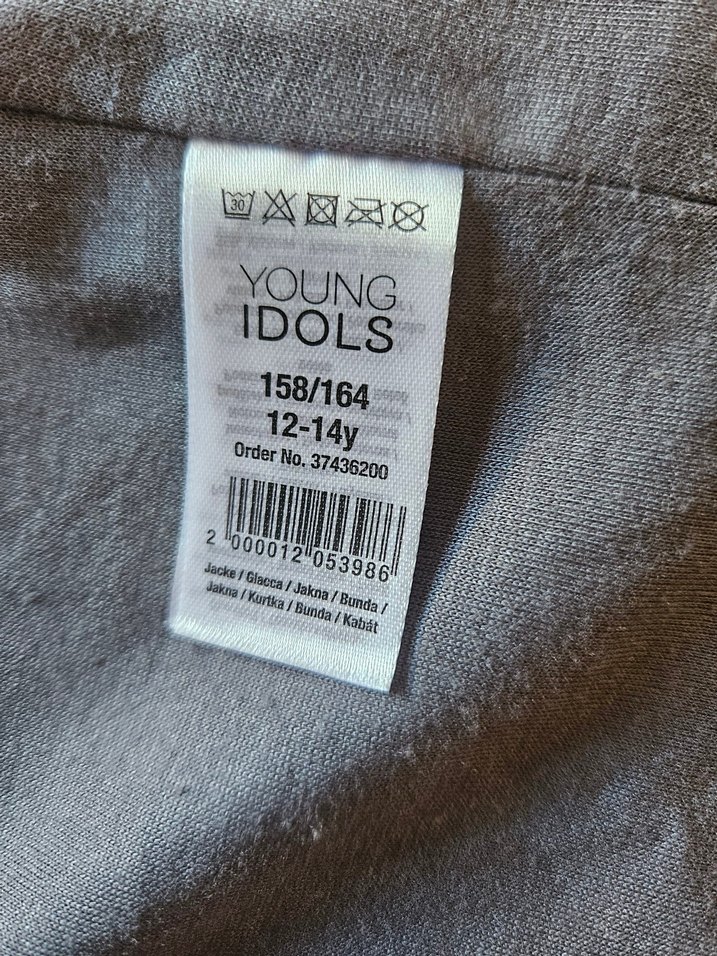 30
YOUNG
IDOLS
158/164
12-14y
Order No. 37436200
2 000012 053986
Jacke / Giacca / Jakna / Bunda /
Jakna / Kurtka / Bunda / Kabát